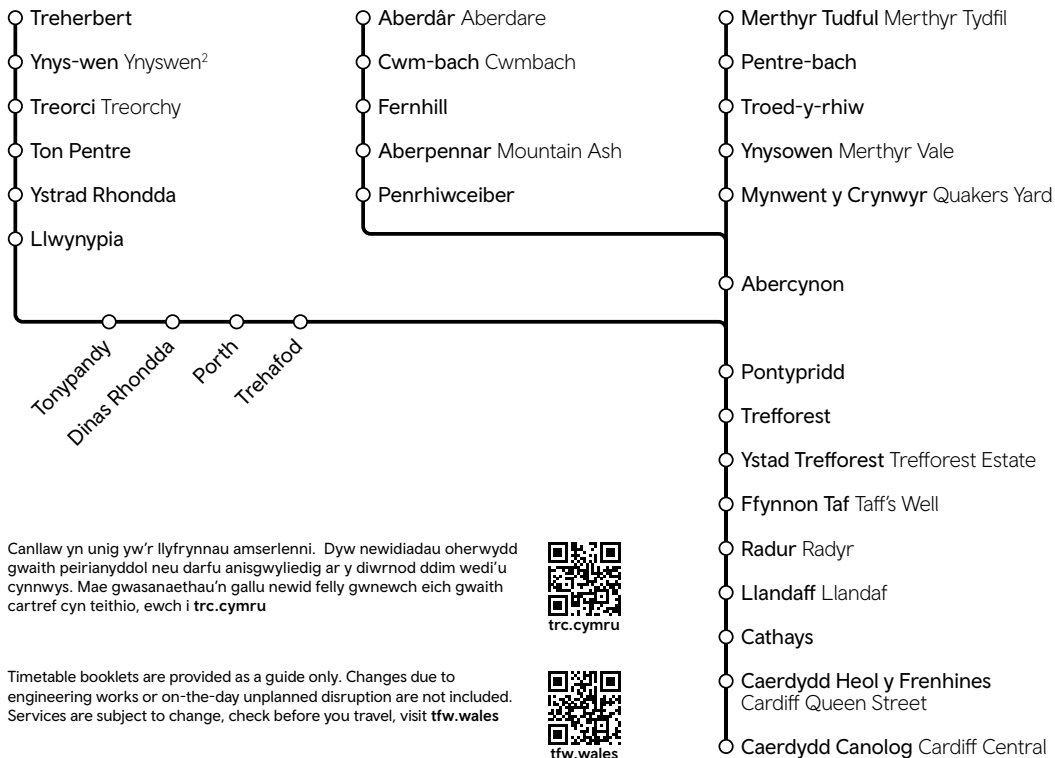 Treherbert
Ynys-wen Ynyswen²
Treorci Treorchy
Ton Pentre
Ystrad Rhondda
Llwynypia
Tonypandy
Dinas Rhondda
Porth
Trehafod
Aberdâr Aberdare
Cwm-bach Cwmbach
Fernhill
Aberpennar Mountain Ash
Penrhiwceiber
Merthyr Tudful Merthyr Tydfil
Pentre-bach
Troed-y-rhiw
Ynysowen Merthyr Vale
Mynwent y Crynwyr Quakers Yard
Abercynon
Pontypridd
Trefforest
Ystad Trefforest Trefforest Estate
Ffynnon Taf Taff's Well
Radur Radyr
Llandaff Llandaf
Cathays
Caerdydd Heol y Frenhines
Cardiff Queen Street
Caerdydd Canolog Cardiff Central
Canllaw yn unig yw'r llyfrynnau amserlenni. Dyw newidiadau oherwydd
gwaith peirianyddol neu darfu anisgwyliedig ar y diwrnod ddim wedi'u
cynnwys. Mae gwasanaethau'n gallu newid felly gwnewch eich gwaith
cartref cyn teithio, ewch i trc.cymru
trc.cymru
Timetable booklets are provided as a guide only. Changes due to
engineering works or on-the-day unplanned disruption are not included.
Services are subject to change, check before you travel, visit tfw.wales
tfw.wales